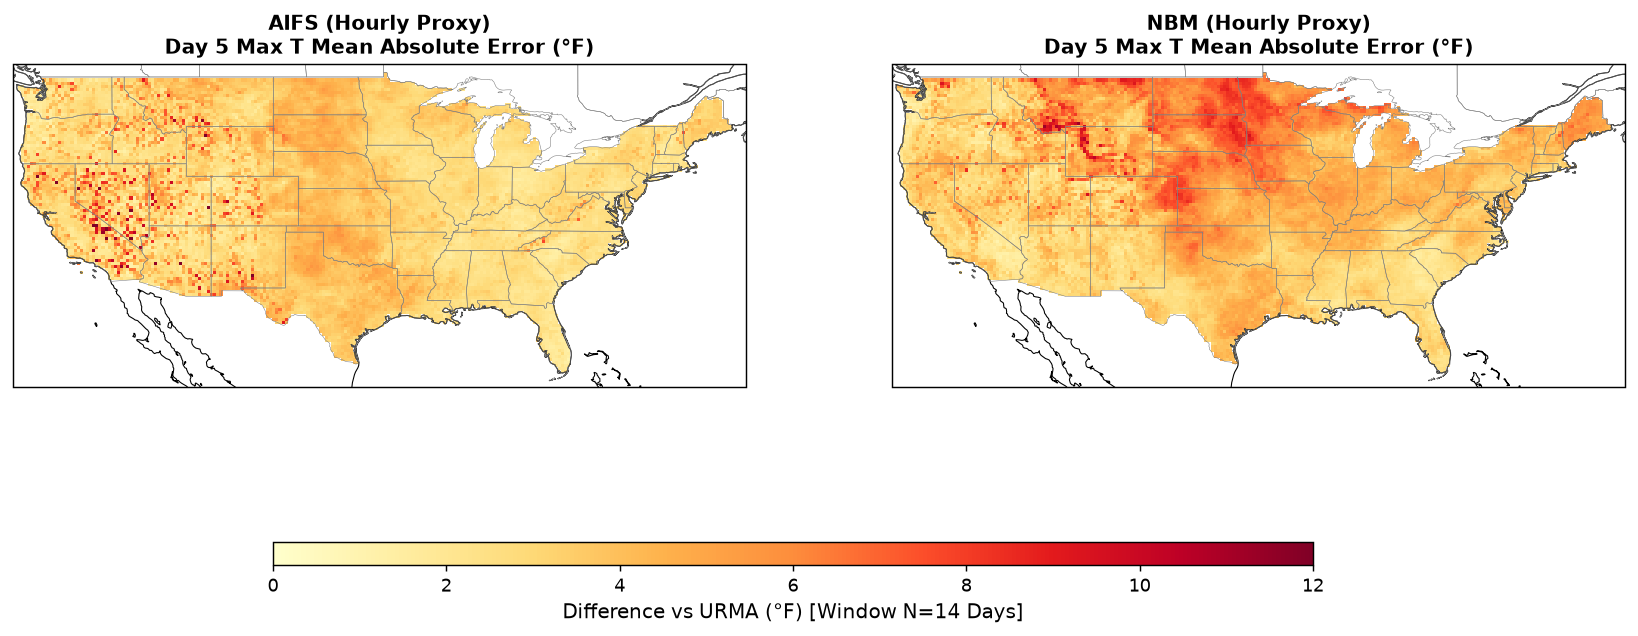 AIFS (Hourly Proxy)
Day 5 Max T Mean Absolute Error (°F)
NBM (Hourly Proxy)
Day 5 Max T Mean Absolute Error (°F)
0 2 4 6 8 10 12
Difference vs URMA (°F) [Window N=14 Days]